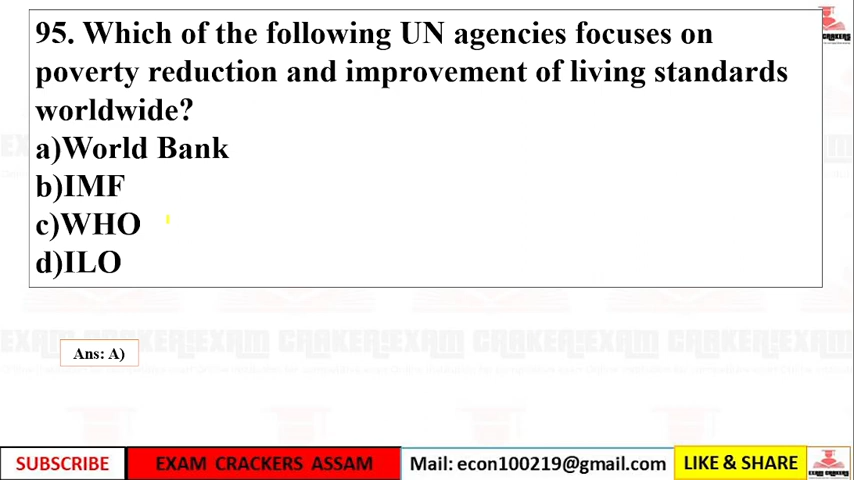 95. Which of the following UN agencies focuses on
poverty reduction and improvement of living standards
worldwide?
a)World Bank
b)IMF
c)WHO
d)ILO
Ans: A)
SUBSCRIBE
EXAM CRACKERS ASSAM
Mail: econ100219@gmail.com
LIKE & SHARE